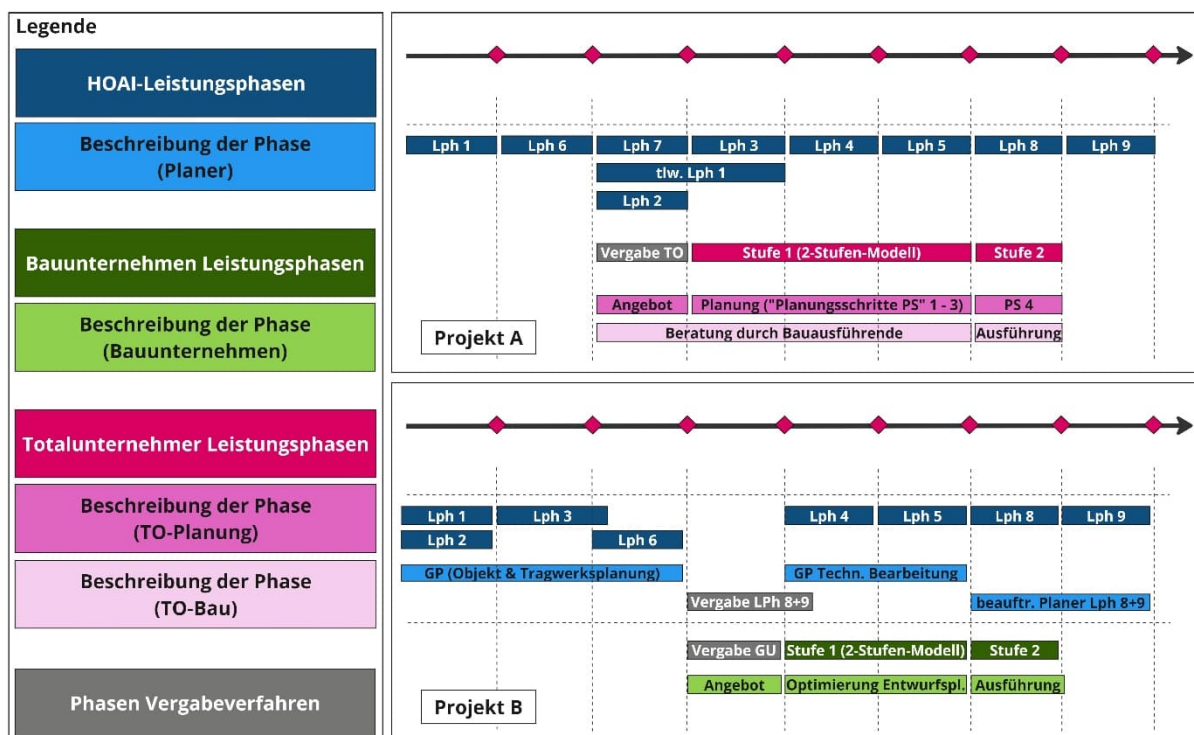 Legende
HOAI-Leistungsphasen
Beschreibung der Phase
(Planer)
Bauunternehmen Leistungsphasen
Beschreibung der Phase
(Bauunternehmen)
Totalunternehmer Leistungsphasen
Beschreibung der Phase
(TO-Planung)
Beschreibung der Phase
(TO-Bau)
Phasen Vergabeverfahren
Lph 1 Lph 6 Lph 7 Lph 3 Lph 4 Lph 5 Lph 8 Lph 9
tlw. Lph 1
Lph 2
Vergabe TO Stufe 1 (2-Stufen-Modell) Stufe 2
Angebot Planung ("Planungsschritte PS" 1 - 3) PS 4
Beratung durch Bauausführende Ausführung
Projekt A
Lph 1 Lph 3 Lph 4 Lph 5 Lph 8 Lph 9
Lph 2 Lph 6
GP (Objekt & Tragwerksplanung) GP Techn. Bearbeitung
Vergabe LPh 8+9 beauftr. Planer Lph 8+9
Vergabe GU Stufe 1 (2-Stufen-Modell) Stufe 2
Angebot Optimierung Entwurfspl. Ausführung
Projekt B